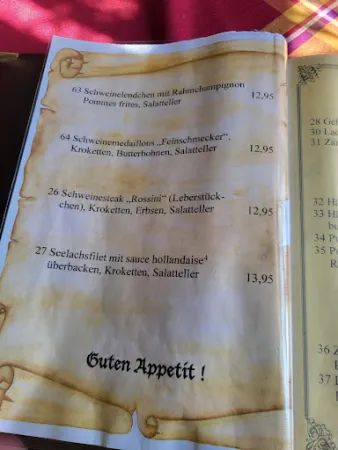 63 Schweinelendchen mit Rahmchampignon
Pommes frites, Salatteller 12,95
64 Schweinemedaillons „Feinschmecker“,
Kroketten, Butterbohnen, Salatteller 12,95
26 Schweinesteak „Rossini“ (Leberstück-
chen), Kroketten, Erbsen, Salatteller 12,95
27 Seelachsfilet mit sauce hollandaise⁴
überbacken, Kroketten, Salatteller 13,95
Guten Appetit !
28
30
31
32
33
34
35
36
37